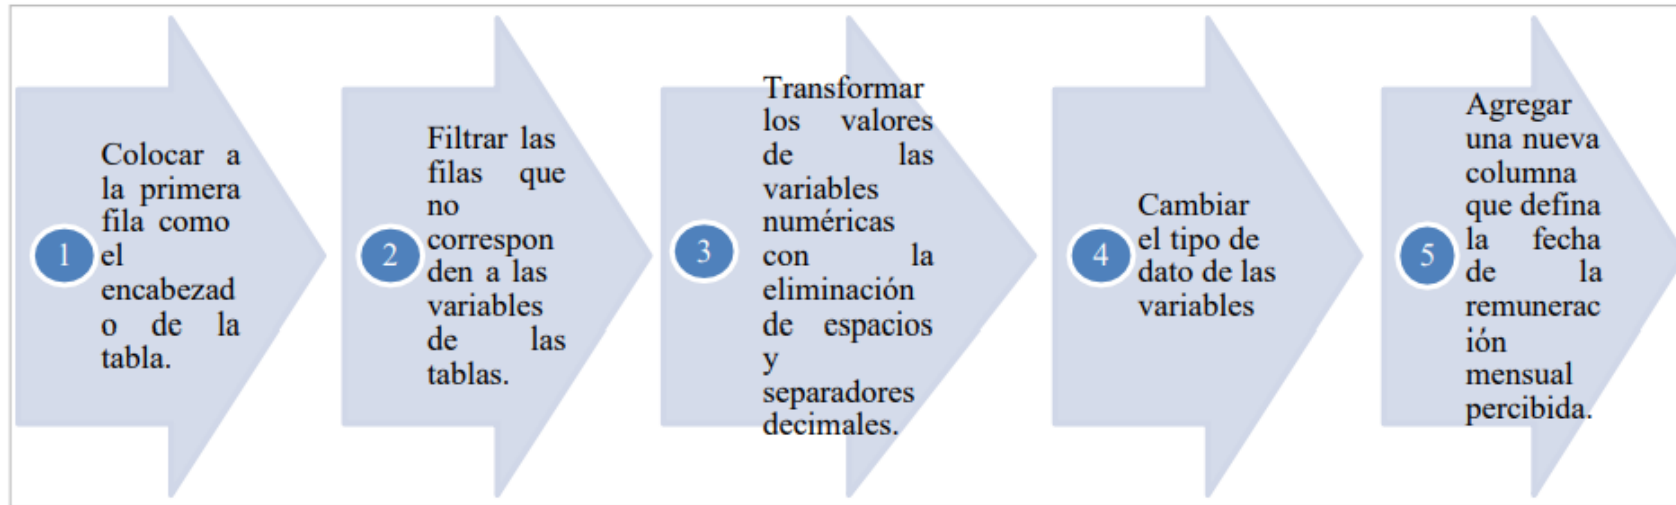 1
Colocar a
la primera
fila como
el
encabezad
o de la
tabla.
2
Filtrar las
filas que
no
correspon
den a las
variables
de las
tablas.
3
Transformar
los valores
de las
variables
numéricas
con la
eliminación
de espacios
y
separadores
decimales.
4
Cambiar
el tipo de
dato de las
variables
5
Agregar
una nueva
columna
que defina
la fecha
de la
remunerac
ión
mensual
percibida.